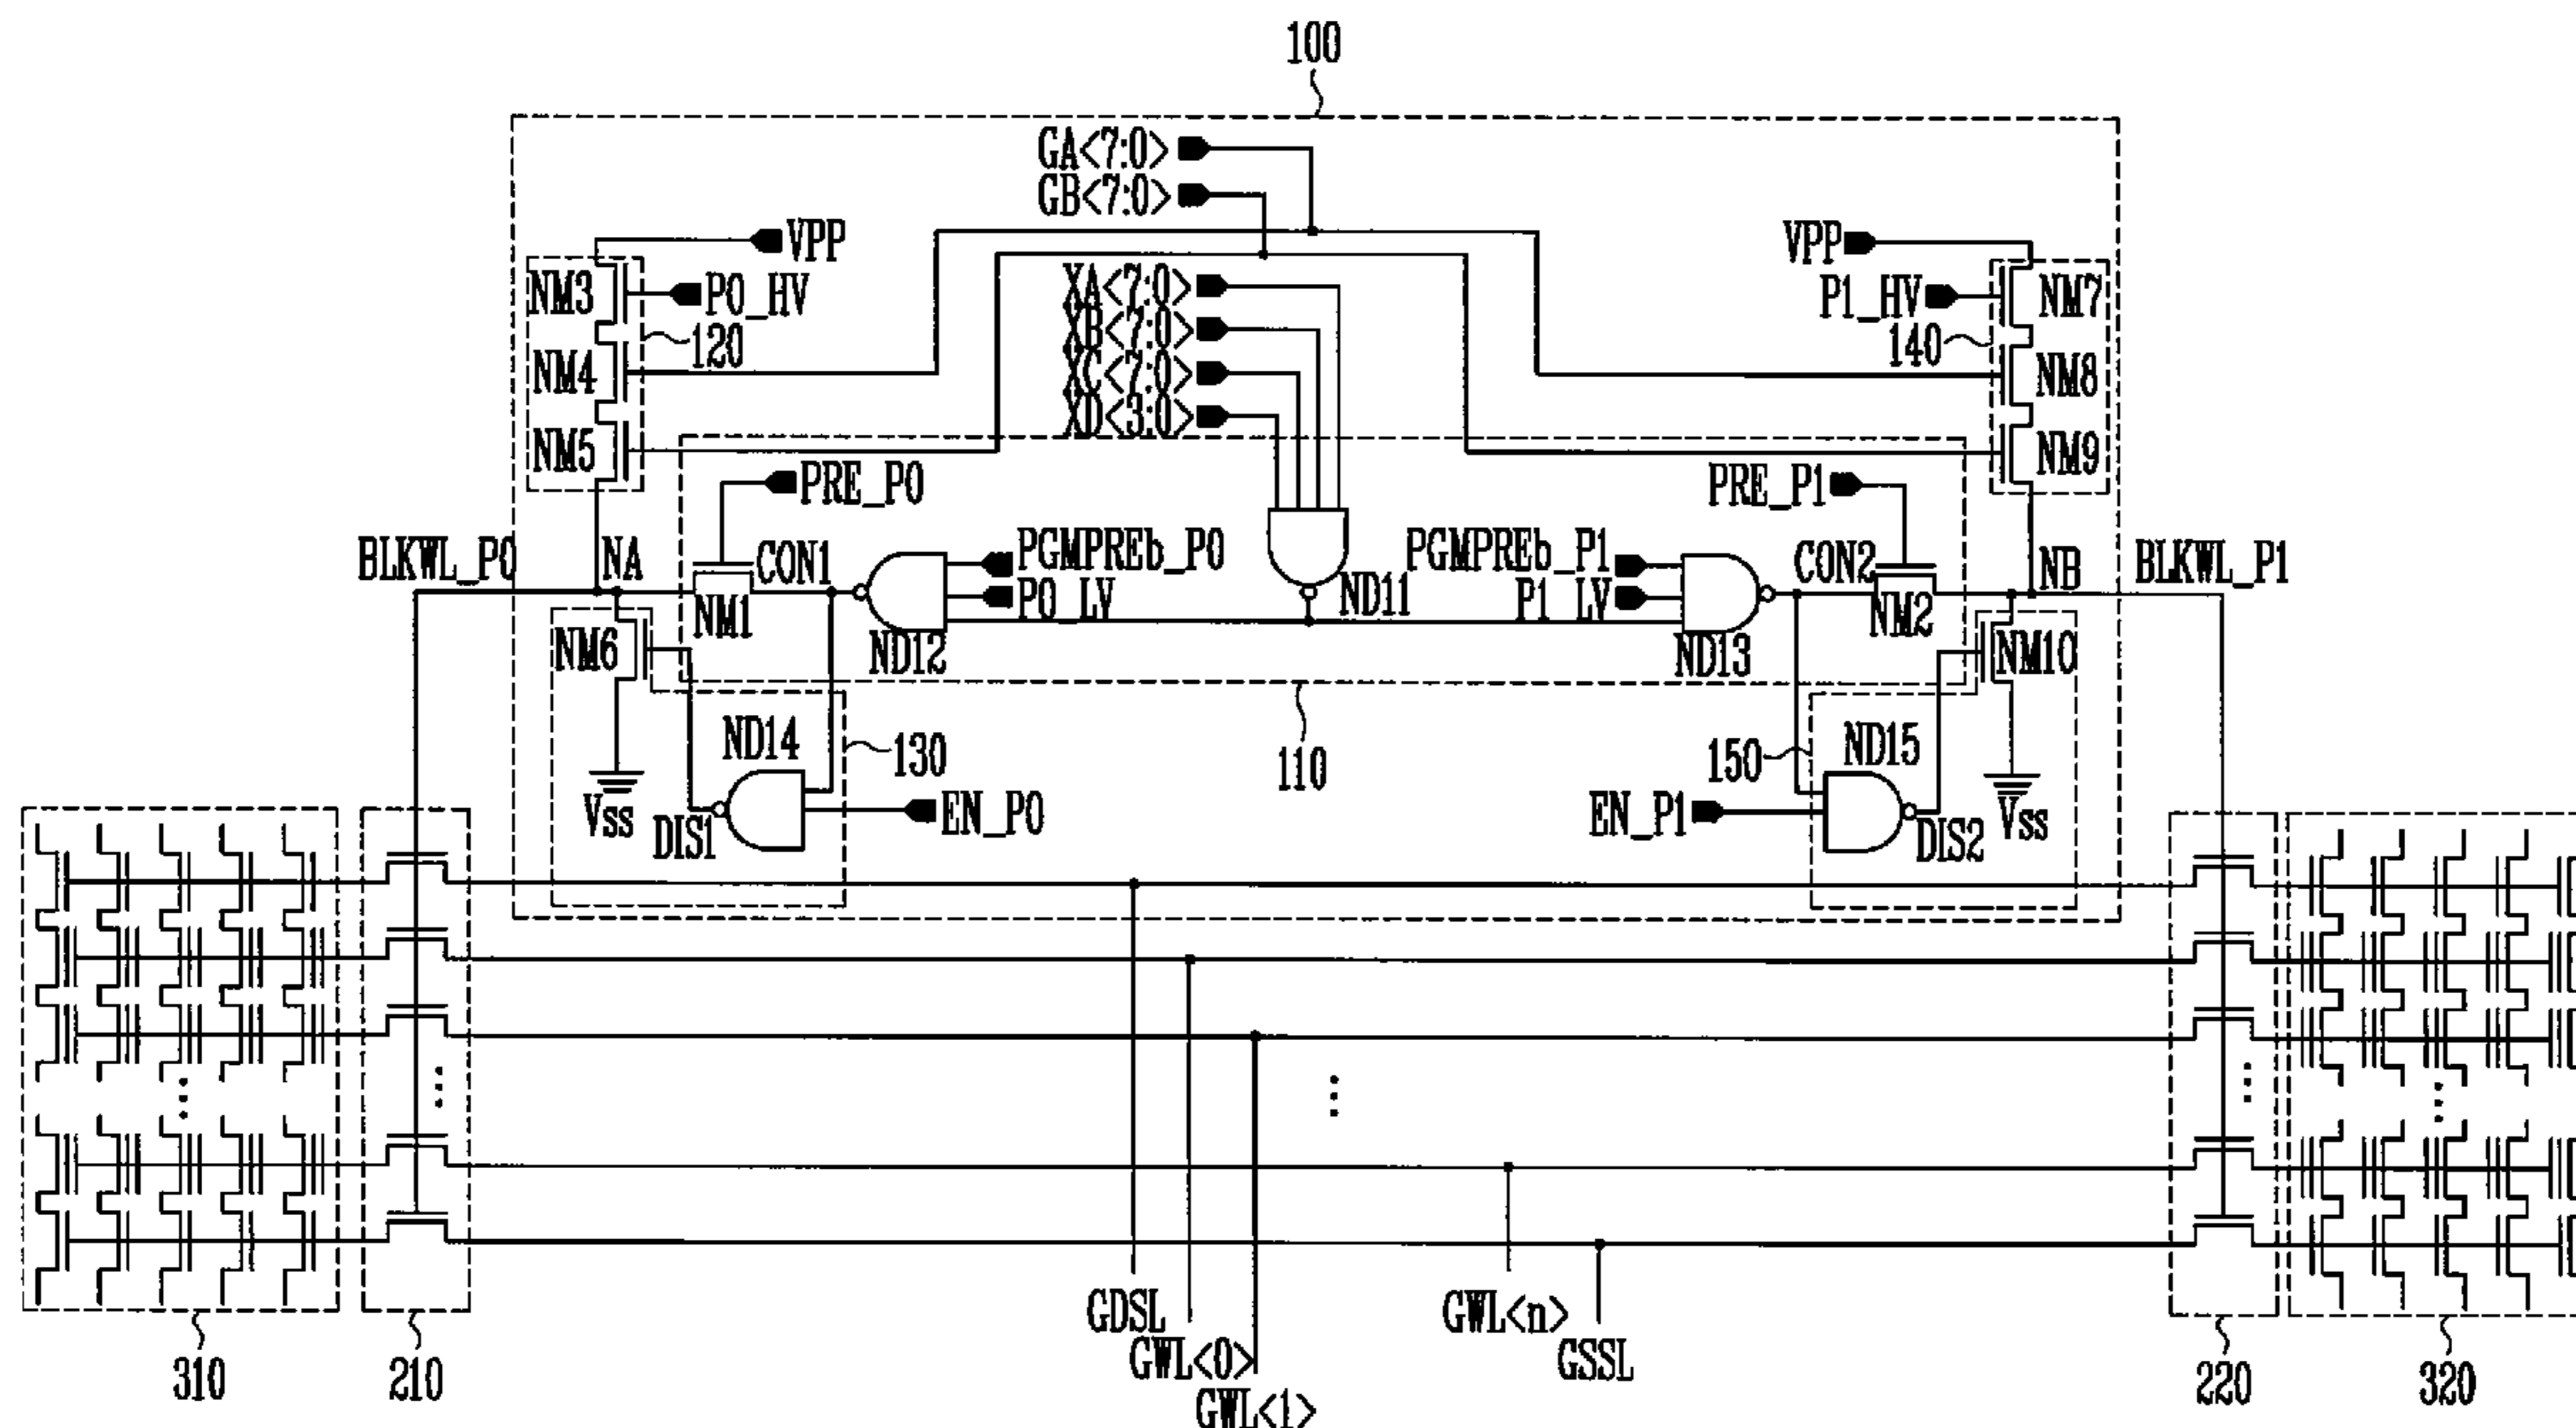 100
GA<7:0>
GB<7:0>
VPP
VPP
NM3
P0_HV
XA<7:0>
P1_HV
NM7
120
XB<7:0>
140
NM4
XC<7:0>
NM8
XD<3:0>
NM5
NM9
PRE_P0
PRE_P1
BLKWL_P0
NA
CON1
PGMPREb_P0
PGMPREb_P1
CON2
NB
BLKWL_P1
NM1
P0_LV
ND11
P1_LV
NM2
NM6
ND12
ND13
NM10
ND14
130
110
150
ND15
Vss
DIS1
EN_P0
EN_P1
DIS2
Vss
GDSL
GWL<n>
GWL<0>
GSSL
310
210
GWL<1>
220
320